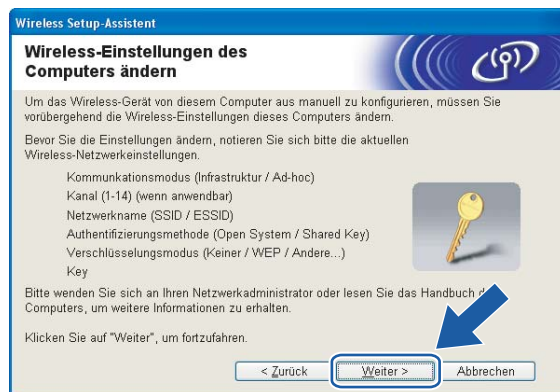 Wireless Setup-Assistent
Wireless-Einstellungen des
Computers ändern
Um das Wireless-Gerät von diesem Computer aus manuell zu konfigurieren, müssen Sie
vorübergehend die Wireless-Einstellungen dieses Computers ändern.
Bevor Sie die Einstellungen ändern, notieren Sie sich bitte die aktuellen
Wireless-Netzwerkeinstellungen.
Kommunkationsmodus (Infrastruktur / Ad-hoc)
Kanal (1-14) (wenn anwendbar)
Netzwerkname (SSID / ESSID)
Authentifizierungsmethode (Open System / Shared Key)
Verschlüsselungsmodus (Keiner / WEP / Andere...)
Key
Bitte wenden Sie sich an Ihren Netzwerkadministrator oder lesen Sie das Handbuch
Computers, um weitere Informationen zu erhalten.
Klicken Sie auf "Weiter", um fortzufahren.
< Zurück Weiter > Abbrechen